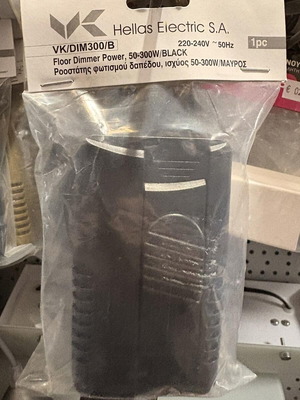 VK
Hellas Electric S.A.
VK/DIM300/B 220-240V ~50Hz 1pc
Floor Dimmer Power, 50-300W/BLACK
Ροοστάτης φωτισμού δαπέδου, ισχύος 50-300W/ΜΑΥΡΟΣ